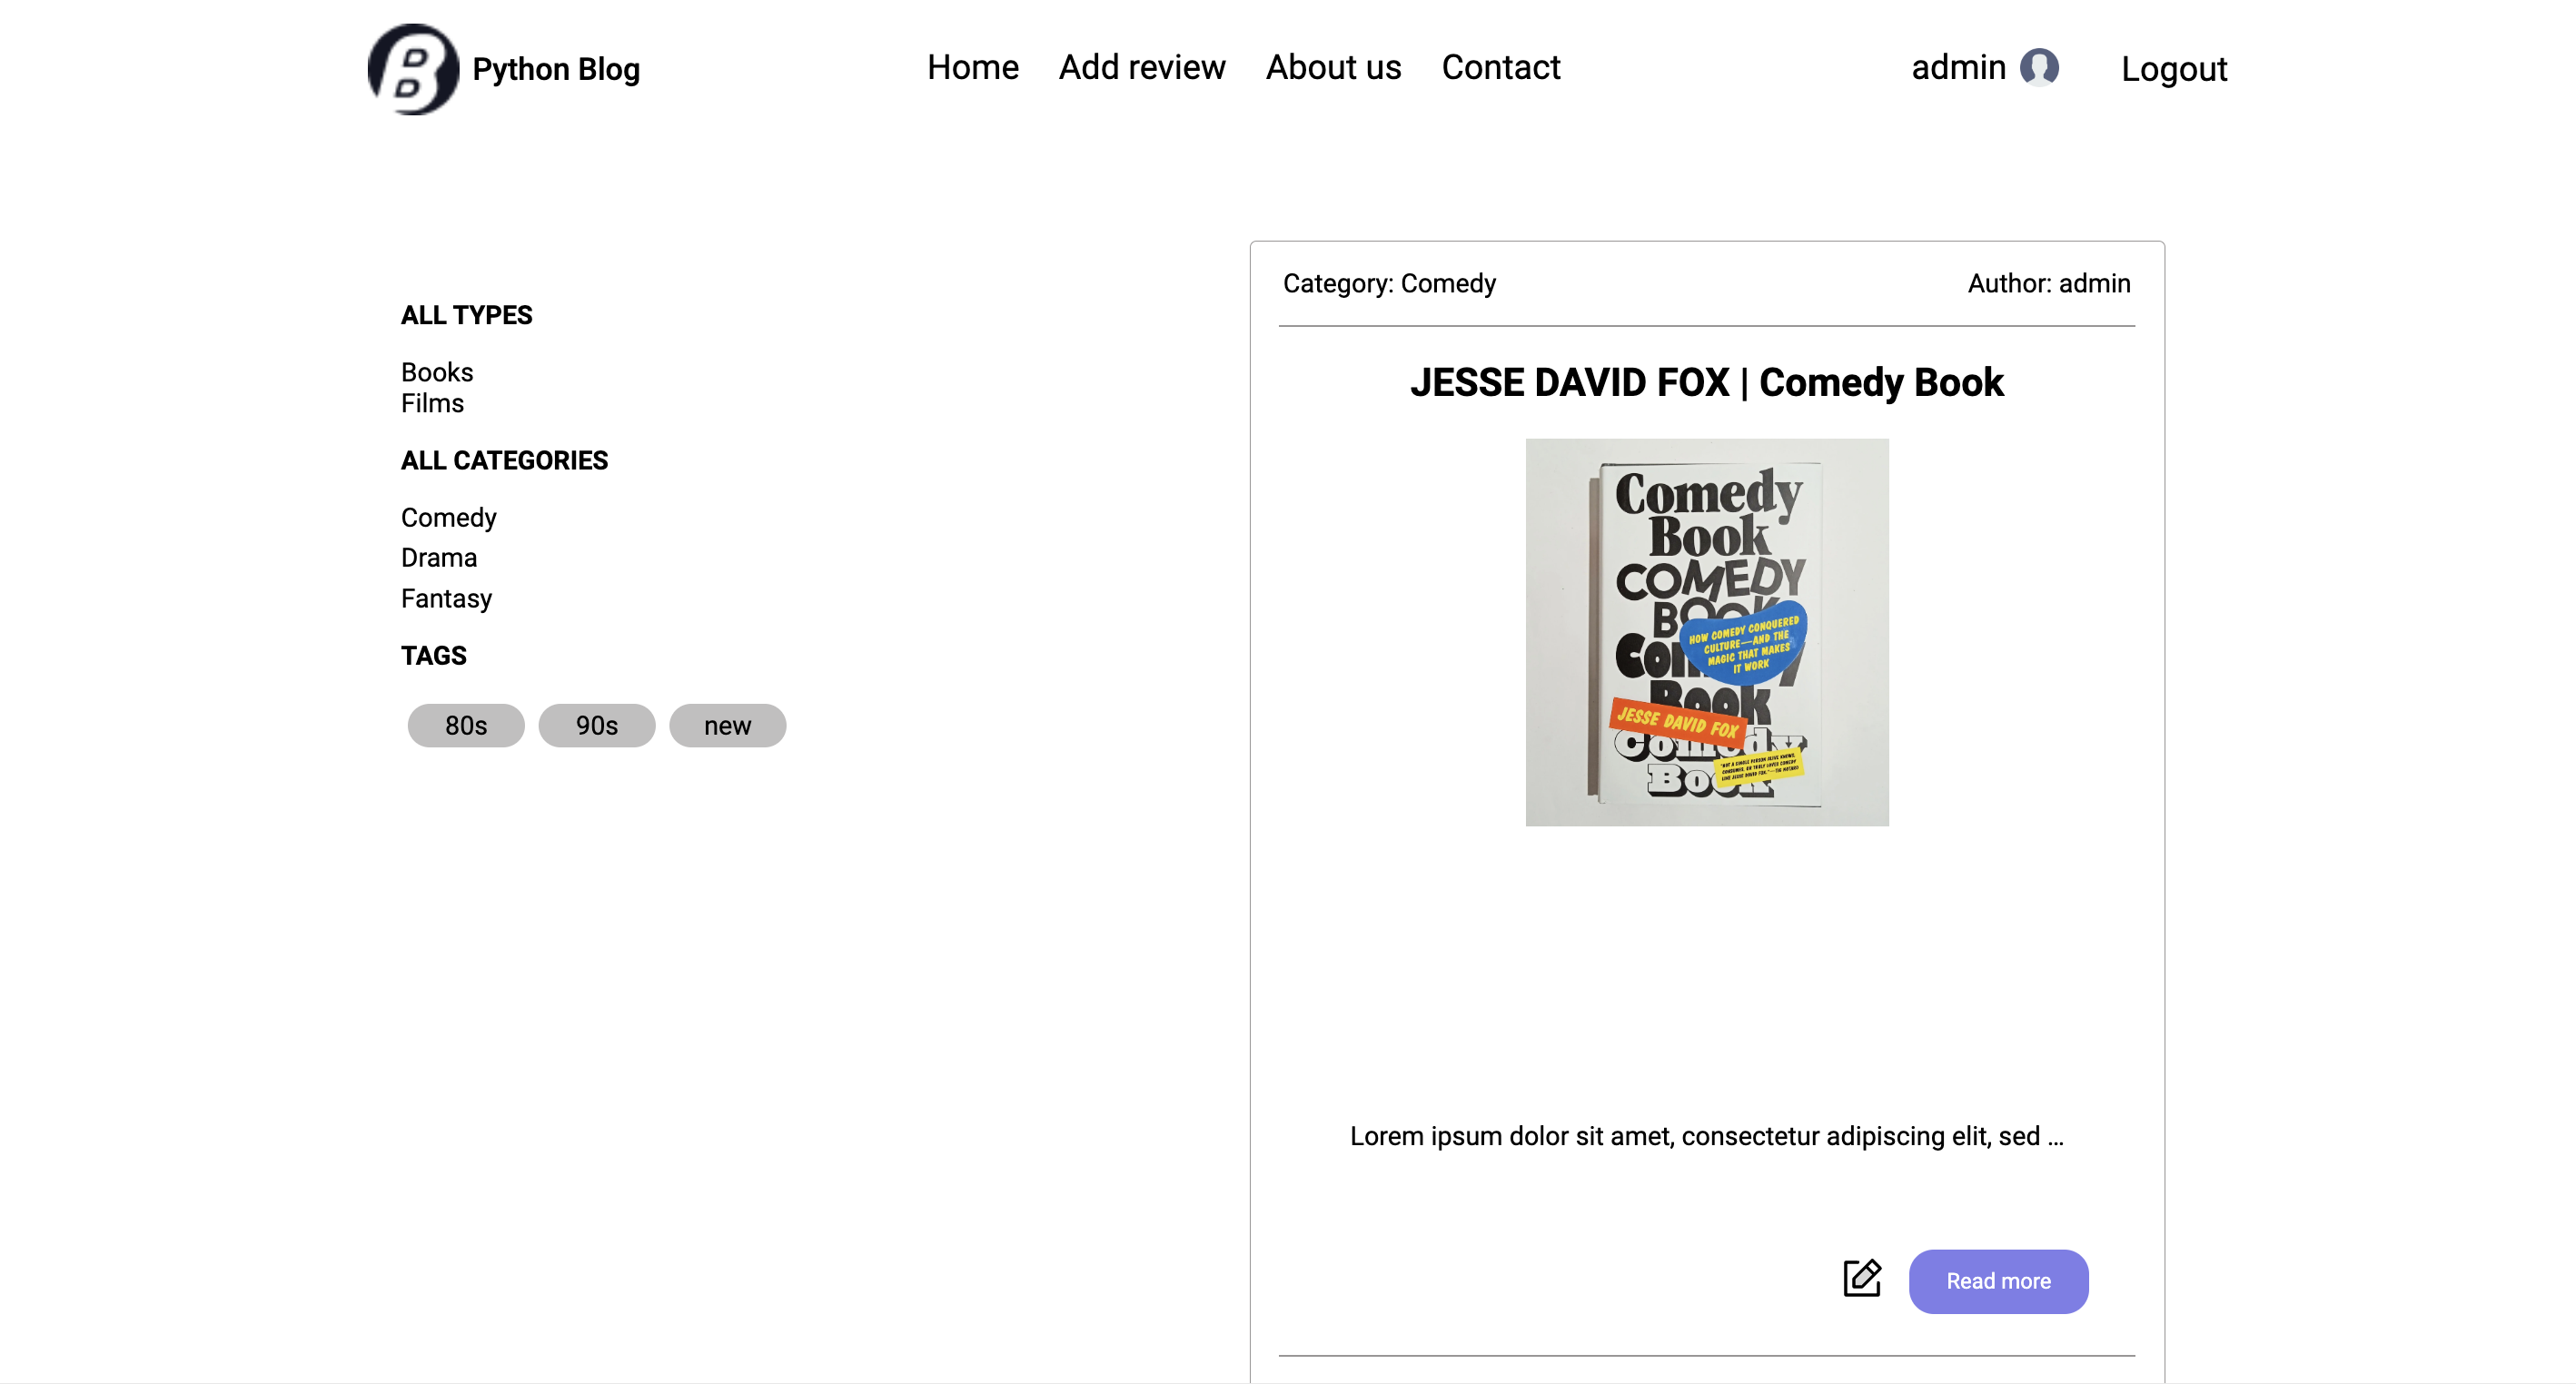 Python Blog
Home Add review About us Contact
admin
Logout
ALL TYPES
Books
Films
ALL CATEGORIES
Comedy
Drama
Fantasy
TAGS
80s 90s new
Category: Comedy
Author: admin
JESSE DAVID FOX | Comedy Book
Comedy
Book
COMEDY
BOOK
HOW COMEDY CONQUERED
CULTURE—AND THE
MAGIC THAT MAKES
IT WORK
Comedy
Book
JESSE DAVID FOX
Comedy
Book
Lorem ipsum dolor sit amet, consectetur adipiscing elit, sed ...
Read more